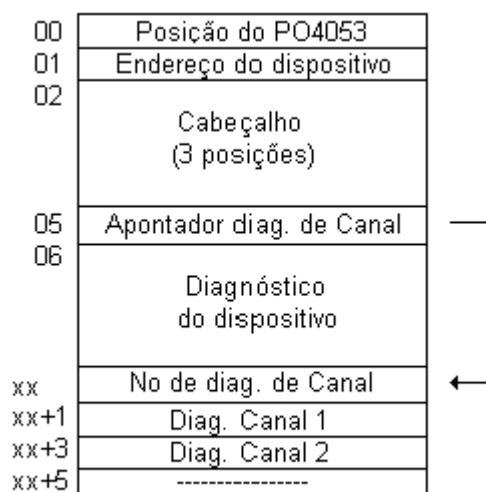 00 Posição do PO4053
01 Endereço do dispositivo
02
Cabeçalho
(3 posições)
05 Apontador diag. de Canal
06
Diagnóstico
do dispositivo
xx No de diag. de Canal
xx+1 Diag. Canal 1
xx+3 Diag. Canal 2
xx+5 ----------------